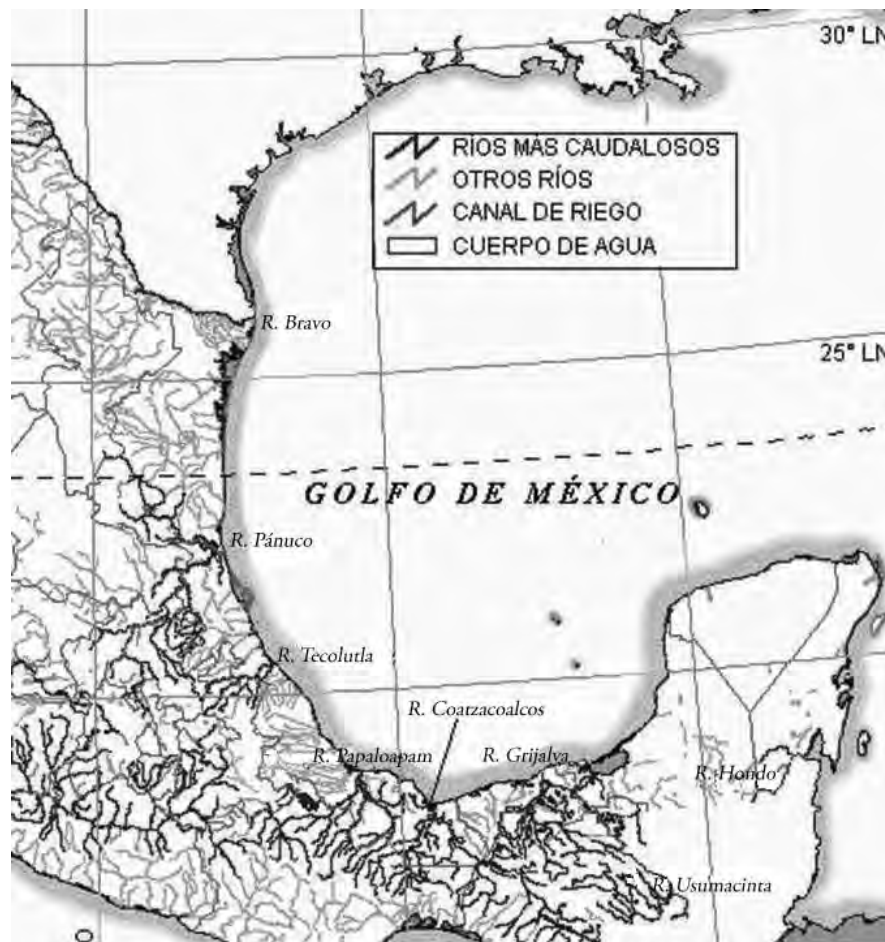 30° LN
RÍOS MÁS CAUDALOSOS
OTROS RÍOS
CANAL DE RIEGO
CUERPO DE AGUA
R. Bravo
25° LN
GOLFO DE MÉXICO
R. Pánuco
R. Tecolutla
R. Coatzacoalcos
R. Papaloapam
R. Grijalva
R. Hondo
R. Usumacinta